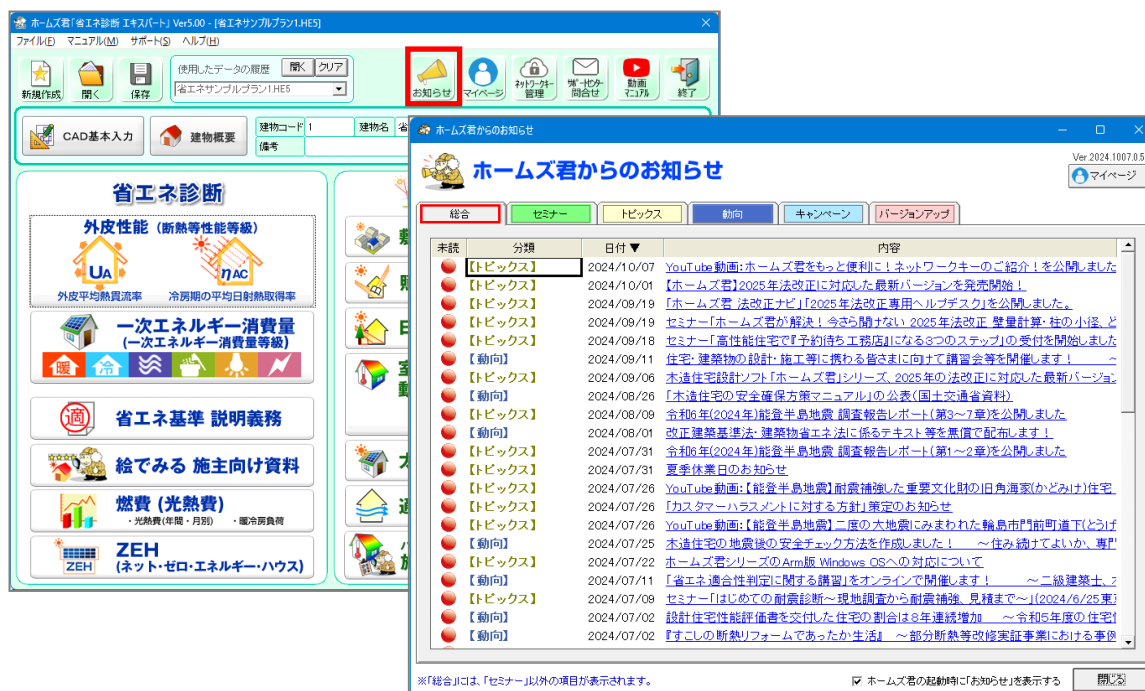 ホームズ君「省エネ診断 エキスパート」 Ver5.00 - [省エネサンプルプラン1.HE5]
ファイル(F) マニュアル(M) サポート(S) ヘルプ(H)
新規作成 開く 保存
使用したデータの履歴 開く クリア
省エネサンプルプラン1.HE5
お知らせ マイページ ネットワークキー管理 サポートセンター問合せ 動画マニュアル 終了
CAD基本入力 建物概要
建物コード 1 建物名 省
備考
省エネ診断
外皮性能 (断熱等性能等級)
UA ηAC
外皮平均熱貫流率 冷房期の平均日射熱取得率
一次エネルギー消費量
(一次エネルギー消費量等級)
暖 冷
適 省エネ基準 説明義務
絵でみる 施主向け資料
燃費 (光熱費)
・光熱費(年間・月別) ・暖冷房負荷
ZEH
ZEH (ネット・ゼロ・エネルギー・ハウス)
ホームズ君からのお知らせ
ホームズ君からのお知らせ
Ver.2024.1007.0.5
マイページ
総合 セミナー トピックス 動向 キャンペーン バージョンアップ
未読 分類 日付▼ 内容
【トピックス】 2024/10/07 YouTube動画:ホームズ君をもっと便利に!ネットワークキーのご紹介!を公開しました
【トピックス】 2024/10/01 【ホームズ君】2025年法改正に対応した最新バージョンを発売開始!
【トピックス】 2024/09/19 「ホームズ君 法改正ナビ」「2025年法改正専用ヘルプデスク」を公開しました。
【トピックス】 2024/09/19 セミナー「ホームズ君が解決!今さら聞けない 2025年法改正 壁量計算・柱の小径、と
【トピックス】 2024/09/18 セミナー「高性能住宅で『予約待ち工務店』になる3つのステップ」の受付を開始しました
【動向】 2024/09/11 住宅・建築物の設計・施工等に携わる皆さまに向けて講習会等を開催します! ~
【トピックス】 2024/09/06 木造住宅設計ソフト「ホームズ君」シリーズ、2025年の法改正に対応した最新バージョン
【動向】 2024/08/26 「木造住宅の安全確保方策マニュアル」の公表(国土交通省資料)
【トピックス】 2024/08/09 令和6年(2024年)能登半島地震 調査報告レポート(第3~7章)を公開しました
【動向】 2024/08/01 改正建築基準法・建築物省エネ法に係るテキスト等を無償で配布します!
【トピックス】 2024/07/31 令和6年(2024年)能登半島地震 調査報告レポート(第1~2章)を公開しました
【トピックス】 2024/07/31 夏季休業日のお知らせ
【トピックス】 2024/07/26 YouTube動画:【能登半島地震】耐震補強した重要文化財の旧角海家(かどみけ)住宅
【トピックス】 2024/07/26 「カスタマーハラスメントに対する方針」策定のお知らせ
【トピックス】 2024/07/26 YouTube動画:【能登半島地震】二度の大地震にみまわれた輪島市門前町道下(とうげ
【動向】 2024/07/25 木造住宅の地震後の安全チェック方法を作成しました! ~住み続けてよいか、専門
【トピックス】 2024/07/22 ホームズ君シリーズのArm版 Windows OSへの対応について
【動向】 2024/07/11 「省エネ適合性判定に関する講習」をオンラインで開催します! ~二級建築士、
【トピックス】 2024/07/09 セミナー「はじめての耐震診断~現地調査から耐震補強、見積まで~」(2024/6/25東
【動向】 2024/07/02 設計住宅性能評価書を交付した住宅の割合は8年連続増加 ~令和5年度の住宅
【動向】 2024/07/02 『すこしの断熱リフォームであったか生活』 ~部分断熱等改修実証事業における事例
※「総合」には、「セミナー」以外の項目が表示されます。
ホームズ君の起動時に「お知らせ」を表示する 閉じる